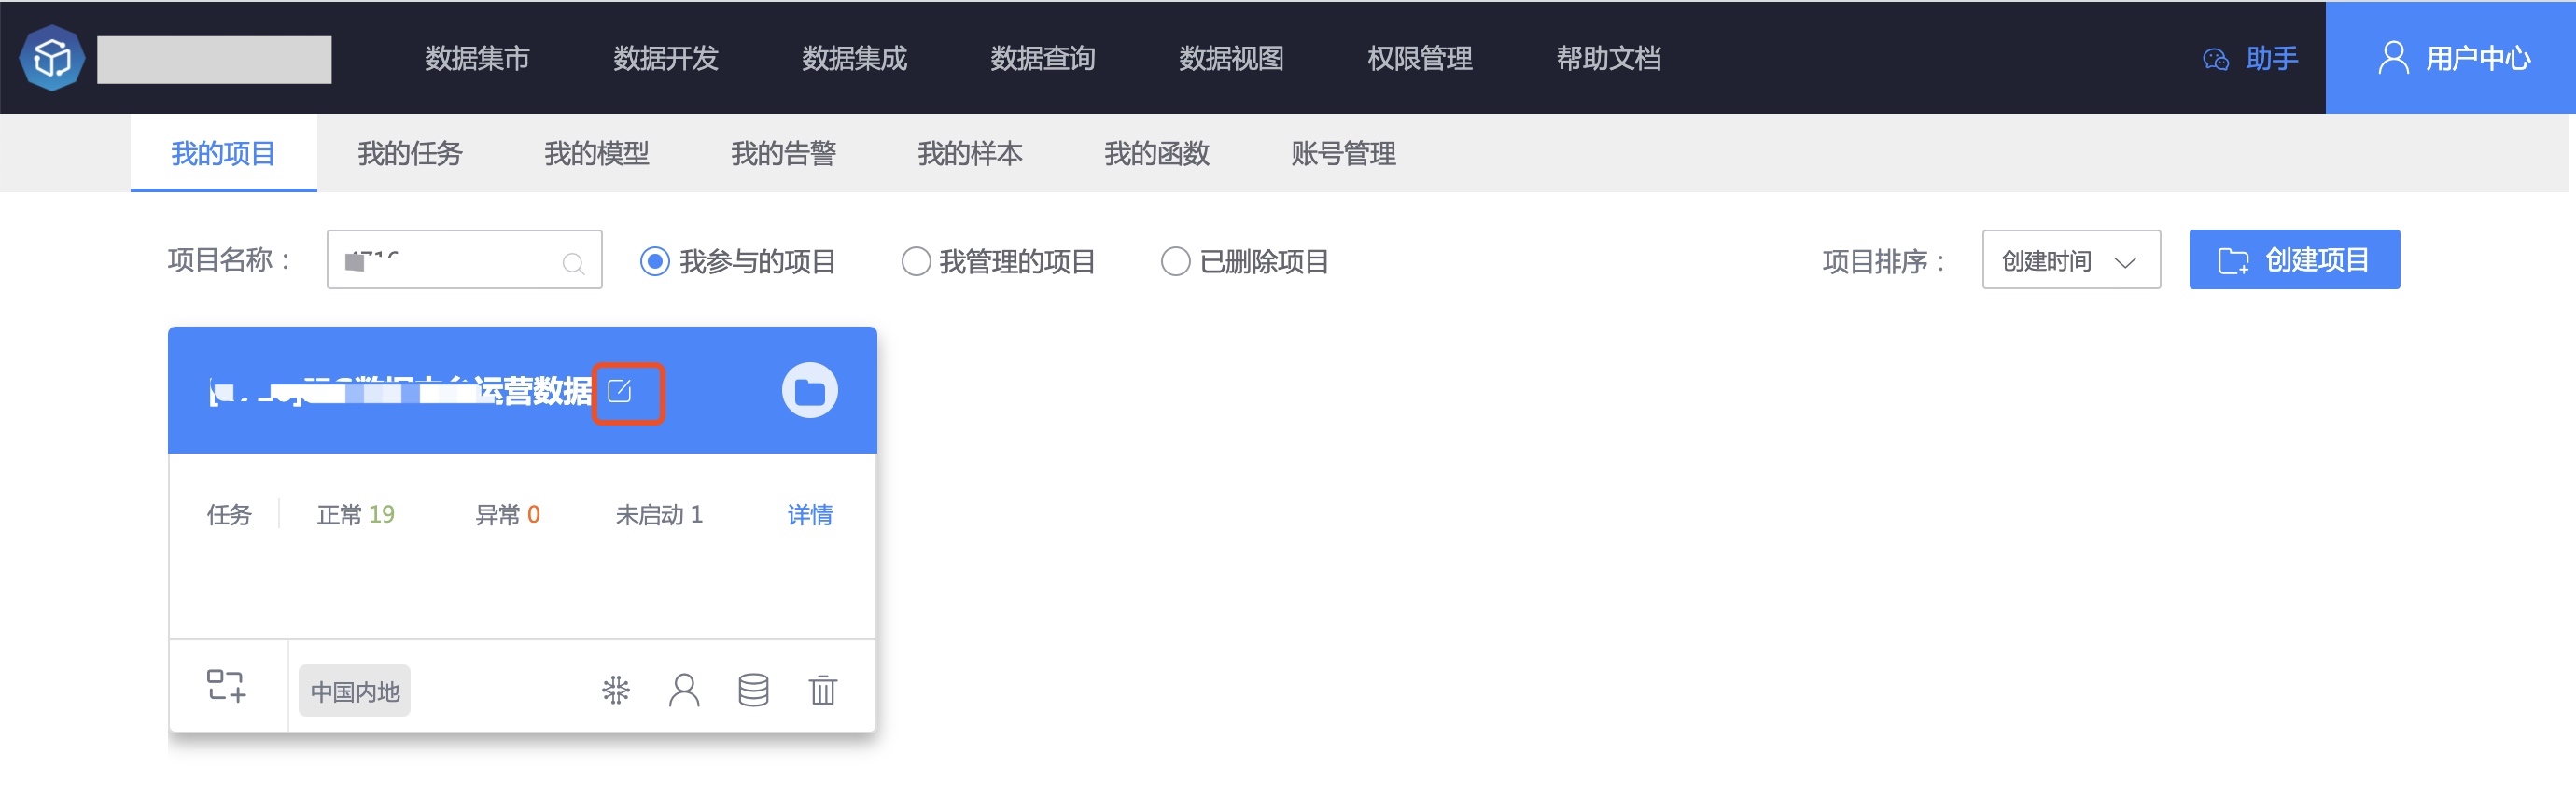 数据集市 数据开发 数据集成 数据查询 数据视图 权限管理 帮助文档 助手 用户中心
我的项目 我的任务 我的模型 我的告警 我的样本 我的函数 账号管理
项目名称： 我参与的项目 我管理的项目 已删除项目 项目排序： 创建时间 创建项目
运营数据
任务 正常 19 异常 0 未启动 1 详情
中国内地